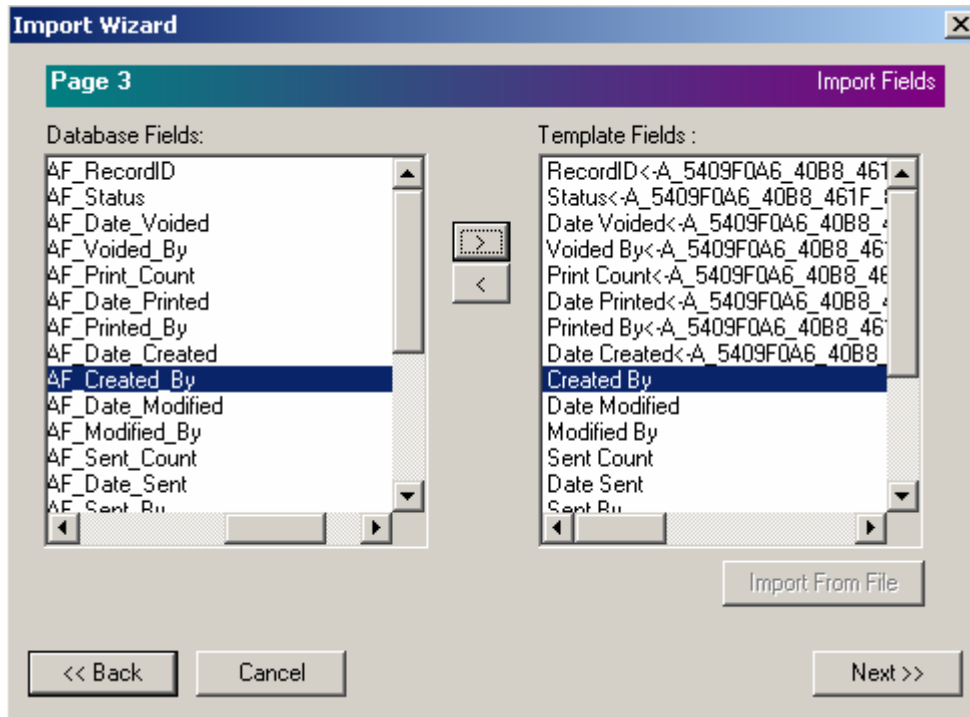 Import Wizard
Page 3
Import Fields
Database Fields:
AF_RecordID
AF_Status
AF_Date_Voided
AF_Voided_By
AF_Print_Count
AF_Date_Printed
AF_Printed_By
AF_Date_Created
AF_Created_By
AF_Date_Modified
AF_Modified_By
AF_Sent_Count
AF_Date_Sent
AF_Sent_By
>
<
Template Fields :
RecordID<-A_5409F0A6_40B8_461
Status<-A_5409F0A6_40B8_461F_
Date Voided<-A_5409F0A6_40B8_
Voided By<-A_5409F0A6_40B8_46
Print Count<-A_5409F0A6_40B8_46
Date Printed<-A_5409F0A6_40B8_
Printed By<-A_5409F0A6_40B8_46
Date Created<-A_5409F0A6_40B8_
Created By
Date Modified
Modified By
Sent Count
Date Sent
Sent By
Import From File
<< Back
Cancel
Next >>